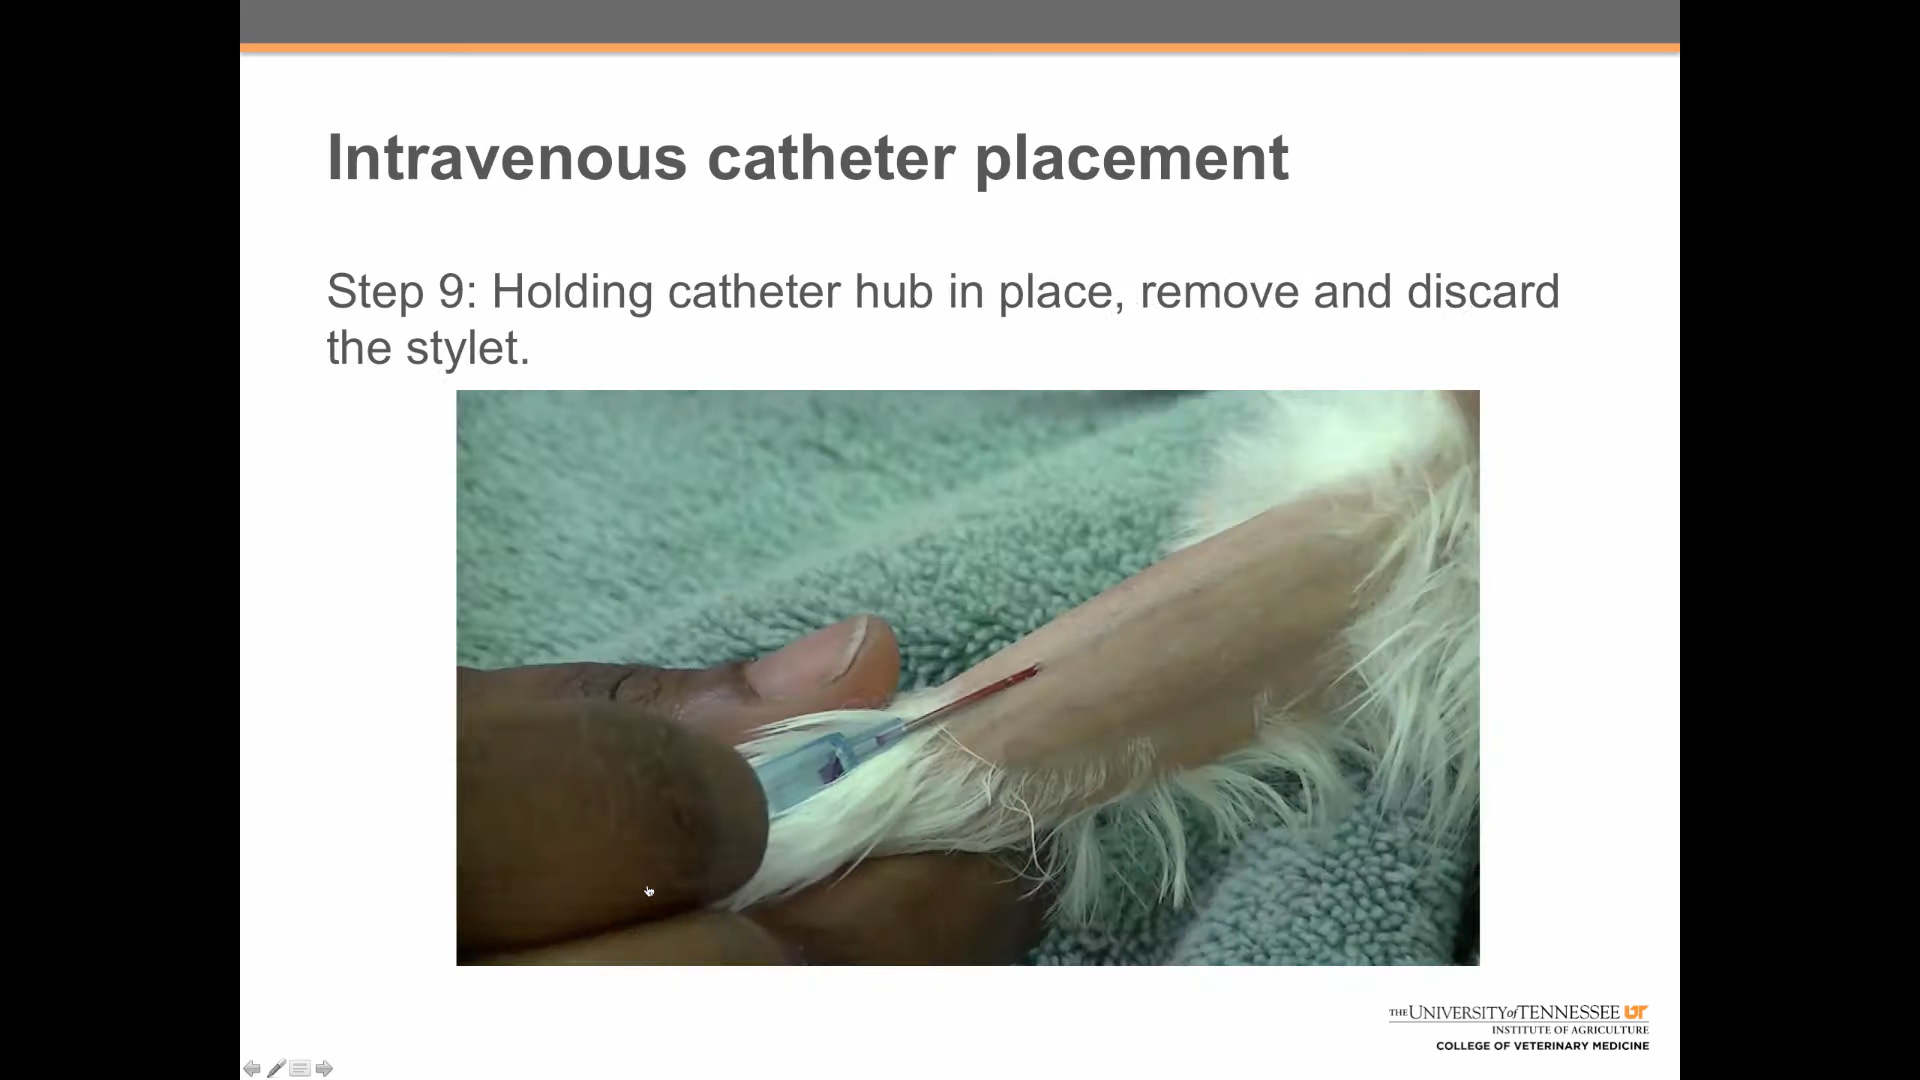 Intravenous catheter placement
Step 9: Holding catheter hub in place, remove and discard
the stylet.
THE UNIVERSITY of TENNESSEE UT
INSTITUTE OF AGRICULTURE
COLLEGE OF VETERINARY MEDICINE